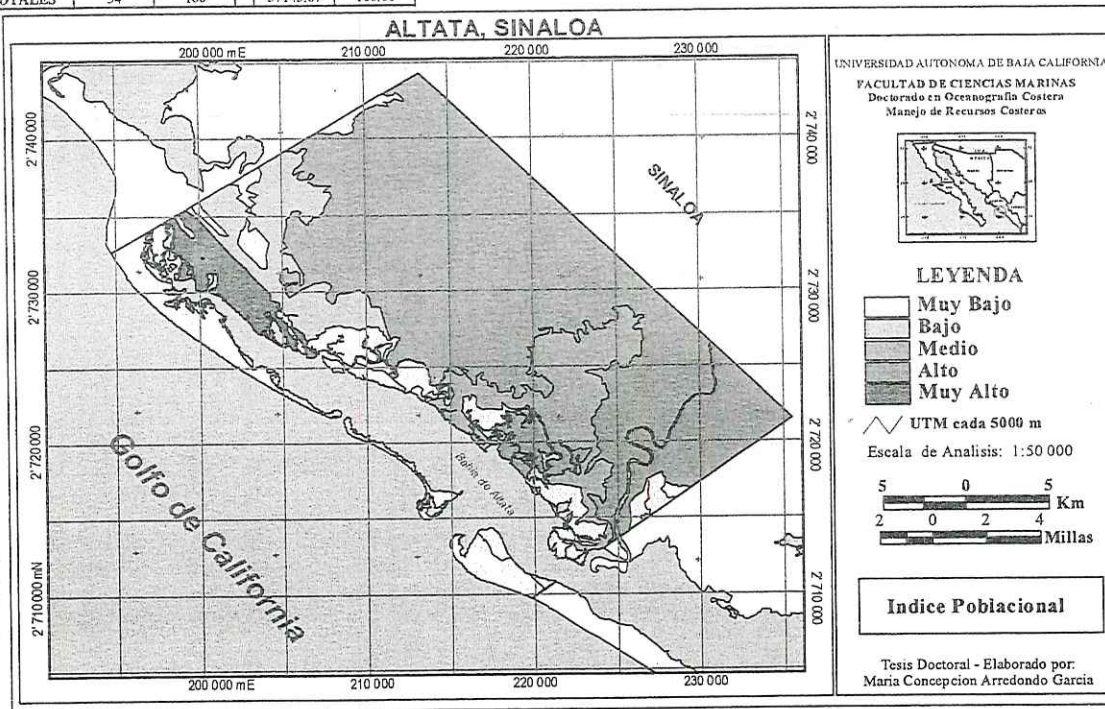 ALTATA, SINALOA
200 000 mE
210 000
220 000
230 000
2'740 000
2'730 000
2'720 000
2'710 000 mN
2'740 000
2'730 000
2'720 000
2'710 000
SINALOA
Golfo de California
Bahia de Altata
200 000 mE
210 000
220 000
230 000
UNIVERSIDAD AUTONOMA DE BAJA CALIFORNIA
FACULTAD DE CIENCIAS MARINAS
Doctorado en Oceanografia Costera
Manejo de Recursos Costeros
LEYENDA
Muy Bajo
Bajo
Medio
Alto
Muy Alto
UTM cada 5000 m
Escala de Analisis: 1:50 000
5 0 5
Km
2 0 2 4
Millas
Indice Poblacional
Tesis Doctoral - Elaborado por:
Maria Concepcion Arredondo Garcia